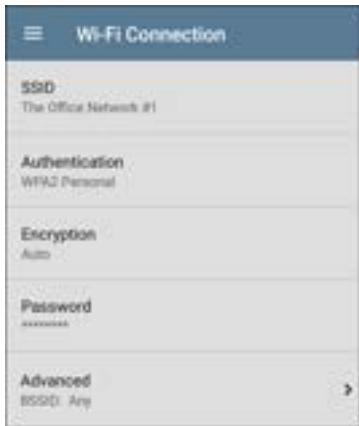 Wi-Fi Connection
SSID
The Office Network #1
Authentication
WPA2 Personal
Encryption
Auto
Password
********
Advanced
BSSID: Any